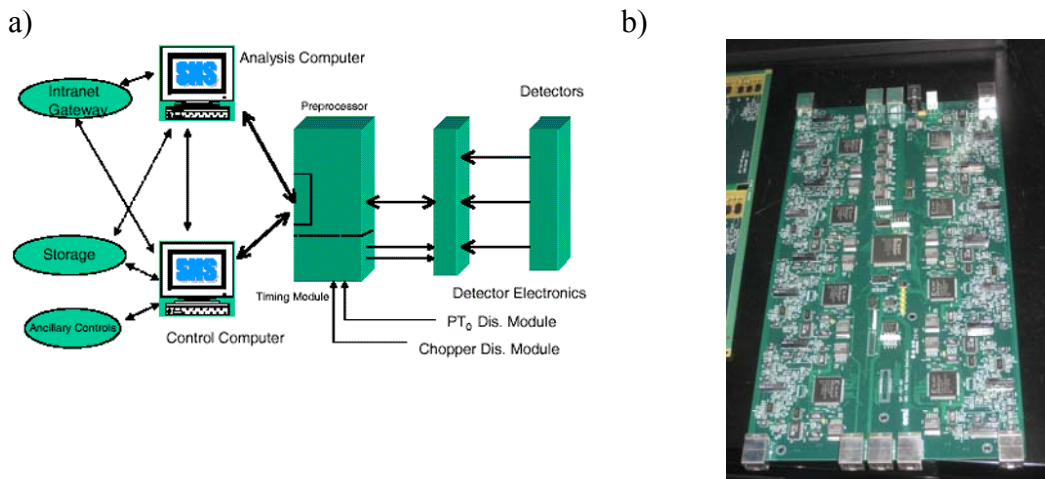 a)
b)
SNS
Analysis Computer
Intranet
Gateway
Preprocessor
Detectors
Storage
SNS
Ancillary Controls
Timing Module
Detector Electronics
Control Computer
PT₀ Dis. Module
Chopper Dis. Module